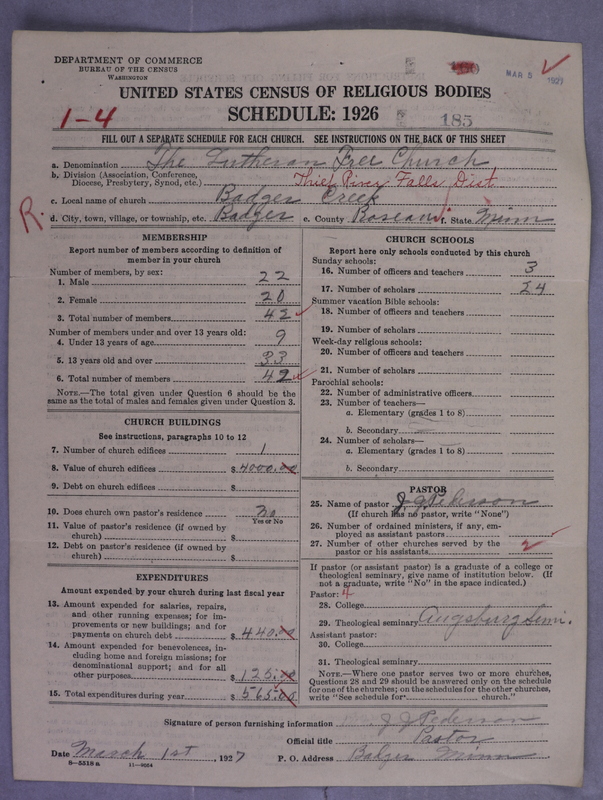 DEPARTMENT OF COMMERCE
BUREAU OF THE CENSUS
WASHINGTON
MAR 5 1927
UNITED STATES CENSUS OF RELIGIOUS BODIES
1-4
SCHEDULE: 1926
185
FILL OUT A SEPARATE SCHEDULE FOR EACH CHURCH. SEE INSTRUCTIONS ON THE BACK OF THIS SHEET
a. Denomination The Lutheran Free Church
b. Division (Association, Conference, Diocese, Presbytery, Synod, etc.) Thief River Falls Dist
c. Local name of church Badger Creek
R. d. City, town, village, or township, etc. Badger e. County Roseau f. State Minn
MEMBERSHIP
Report number of members according to definition of
member in your church
Number of members, by sex:
1. Male 22
2. Female 20
3. Total number of members 42
Number of members under and over 13 years old:
4. Under 13 years of age 9
5. 13 years old and over 33
6. Total number of members 42
NOTE.—The total given under Question 6 should be
same as the total of males and females given under Question 3.
CHURCH BUILDINGS
See instructions, paragraphs 10 to 12
7. Number of church edifices 1
8. Value of church edifices $4000.00
9. Debt on church edifices $
10. Does church own pastor's residence No
Yes or No
11. Value of pastor's residence (if owned by
church) $
12. Debt on pastor's residence (if owned by
church) $
EXPENDITURES
Amount expended by your church during last fiscal year
13. Amount expended for salaries, repairs,
and other running expenses; for im-
provements or new buildings; and for
payments on church debt $440.00
14. Amount expended for benevolences, in-
cluding home and foreign missions; for
denominational support; and for all
other purposes $125.00
15. Total expenditures during year $565.00
CHURCH SCHOOLS
Report here only schools conducted by this church
Sunday schools:
16. Number of officers and teachers 3
17. Number of scholars 24
Summer vacation Bible schools:
18. Number of officers and teachers
19. Number of scholars
Week-day religious schools:
20. Number of officers and teachers
21. Number of scholars
Parochial schools:
22. Number of administrative officers
23. Number of teachers—
a. Elementary (grades 1 to 8)
b. Secondary
24. Number of scholars—
a. Elementary (grades 1 to 8)
b. Secondary
PASTOR
25. Name of pastor J J Pederson
(If church has no pastor, write "None")
26. Number of ordained ministers, if any, em-
ployed as assistant pastors
27. Number of other churches served by the
pastor or his assistants 2
If pastor (or assistant pastor) is a graduate of a college or
theological seminary, give name of institution below. (If
not a graduate, write "No" in the space indicated.)
Pastor: 4
28. College
29. Theological seminary Augsburg Semi.
Assistant pastor:
30. College
31. Theological seminary
NOTE.—Where one pastor serves two or more churches,
Questions 28 and 29 should be answered only on the schedule
for one of the churches; on the schedules for the other churches,
write "See schedule for church."
Signature of person furnishing information J J Pederson
Official title Pastor
Date March 1st, 1927 P. O. Address Badger Minn
8—5518 a 11—9084